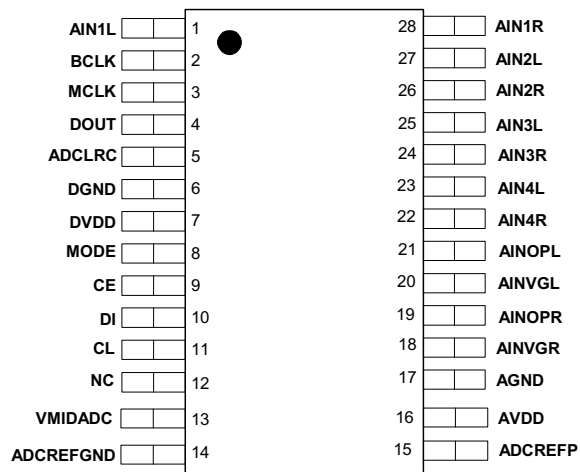 AIN1L 1 28 AIN1R
BCLK 2 27 AIN2L
MCLK 3 26 AIN2R
DOUT 4 25 AIN3L
ADCLRC 5 24 AIN3R
DGND 6 23 AIN4L
DVDD 7 22 AIN4R
MODE 8 21 AINOPL
CE 9 20 AINVGL
DI 10 19 AINOPR
CL 11 18 AINVGR
NC 12 17 AGND
VMIDADC 13 16 AVDD
ADCREFGND 14 15 ADCREFP